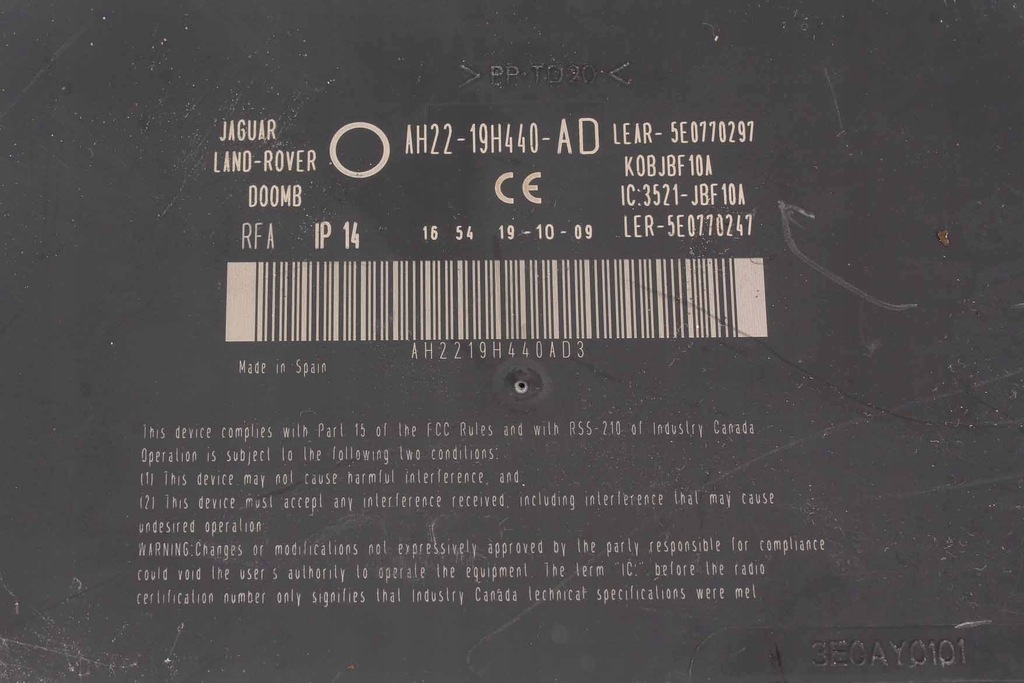 > PP-TD20 <
JAGUAR
LAND-ROVER
DOOMB
AH22-19H440-AD
CE
LEAR- 5E0770297
KOBJBF10A
IC:3521-JBF10A
LER-5E0770247
RFA IP 14 16 54 19-10-09
AH2219H440AD3
Made in Spain
This device complies with Part 15 of the FCC Rules and with RSS-210 of Industry Canada.
Operation is subject to the following two conditions:
(1) This device may not cause harmful interference, and,
(2) This device must accept any interference received, including interference that may cause
undesired operation
WARNING:Changes or modifications not expressively approved by the party responsible for compliance
could void the user s authority to operate the equipment. The term "IC:" before the radio
certification number only signifies that Industry Canada technical specifications were met
3EGAY0101